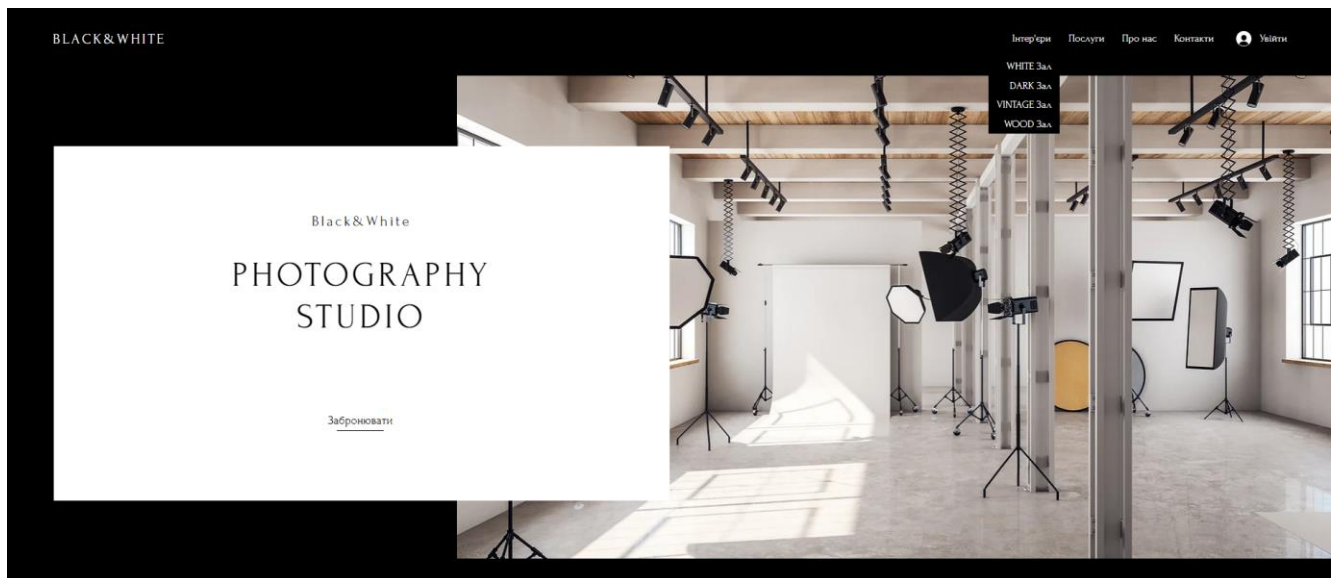 BLACK&WHITE
Інтер'єри Послуги Про нас Контакти Увійти
WHITE Зал
DARK Зал
VINTAGE Зал
WOOD Зал
Black&White
PHOTOGRAPHY
STUDIO
Забронювати